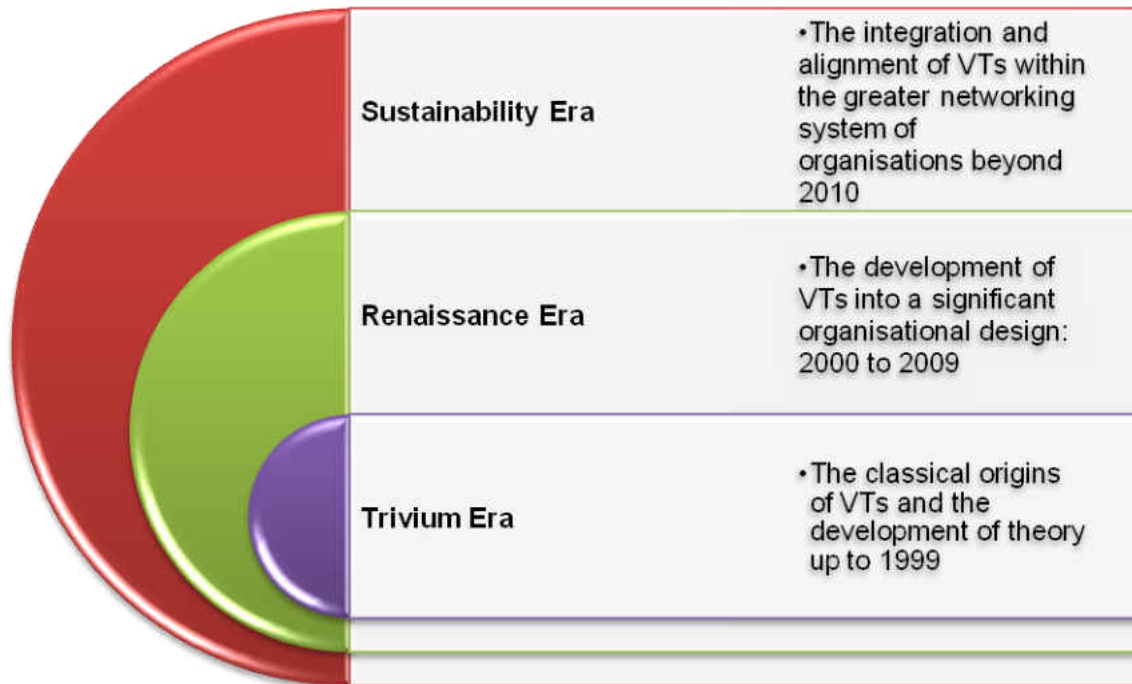 Sustainability Era
•The integration and
alignment of VTs within
the greater networking
system of
organisations beyond
2010
Renaissance Era
•The development of
VTs into a significant
organisational design:
2000 to 2009
Trivium Era
•The classical origins
of VTs and the
development of theory
up to 1999